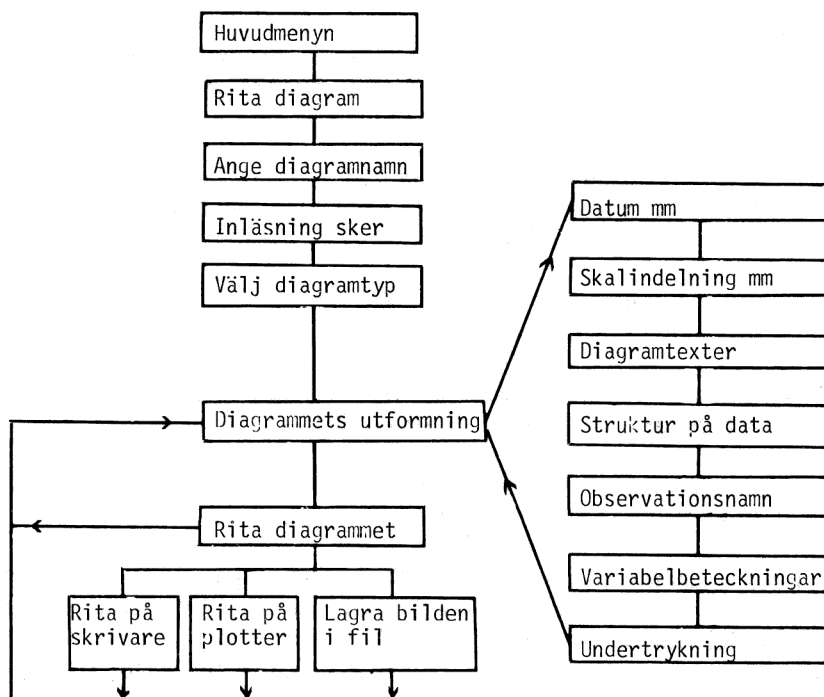 Huvudmenyn
Rita diagram
Ange diagramnamn
Inläsning sker
Välj diagramtyp
Diagrammets utformning
Rita diagrammet
Rita på
skrivare
Rita på
plotter
Lagra bilden
i fil
Datum mm
Skalindelning mm
Diagramtexter
Struktur på data
Observationsnamn
Variabelbeteckningar
Undertrykning